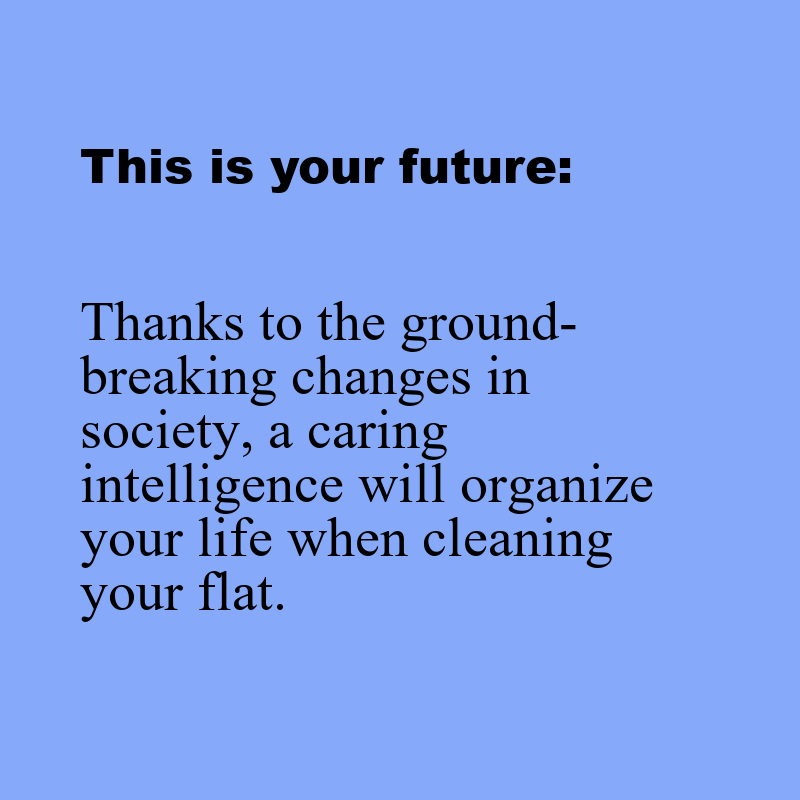 This is your future:
Thanks to the ground-
breaking changes in
society, a caring
intelligence will organize
your life when cleaning
your flat.